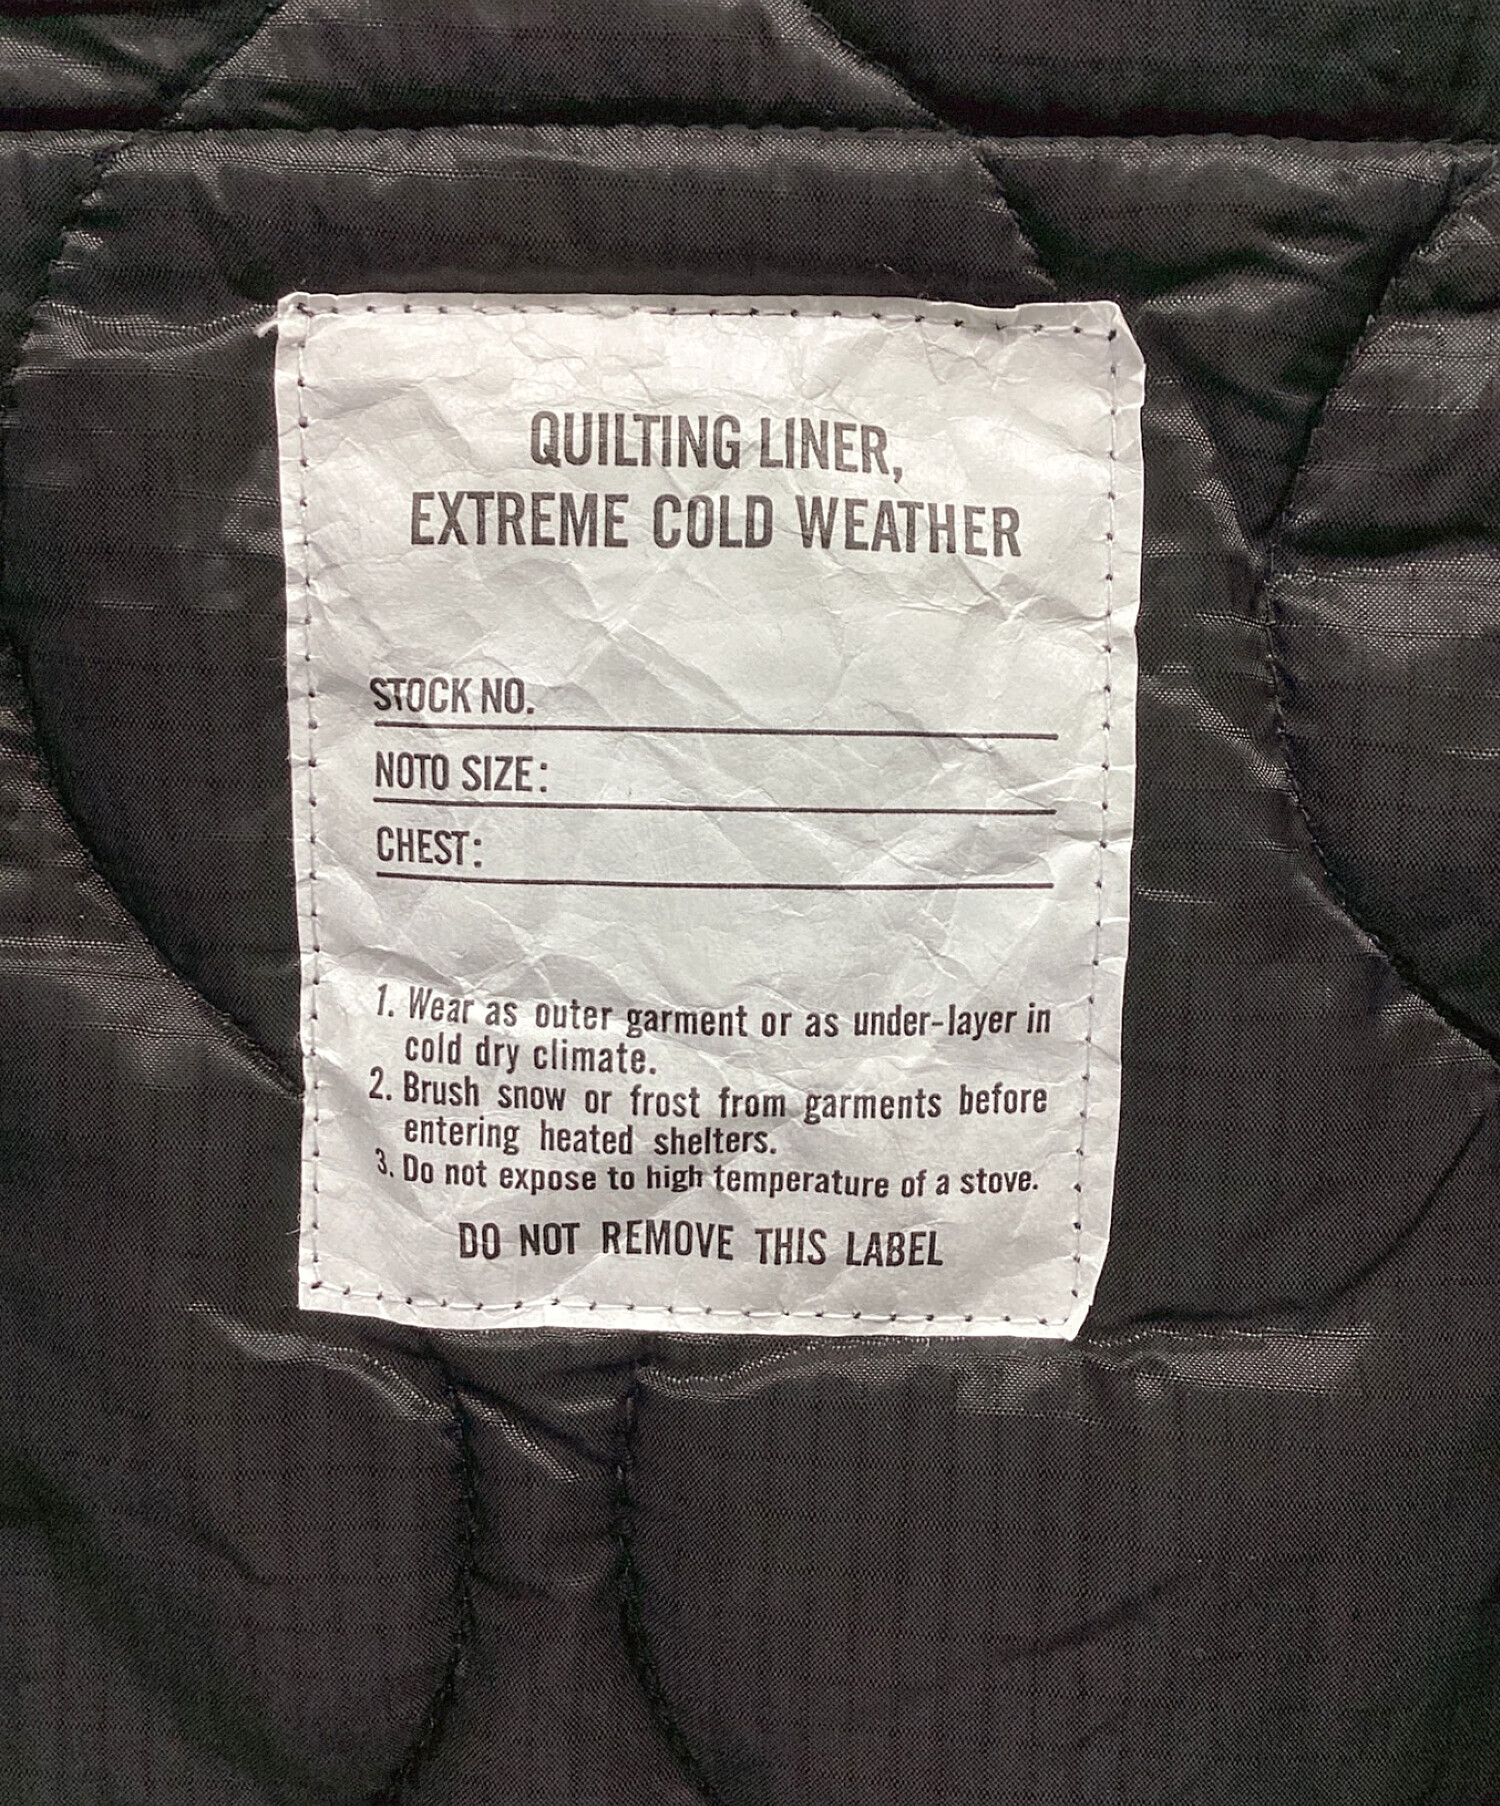 QUILTING LINER,
EXTREME COLD WEATHER
STOCK NO.
NOTO SIZE:
CHEST:
1. Wear as outer garment or as under-layer in
cold dry climate.
2. Brush snow or frost from garments before
entering heated shelters.
3. Do not expose to high temperature of a stove.
DO NOT REMOVE THIS LABEL